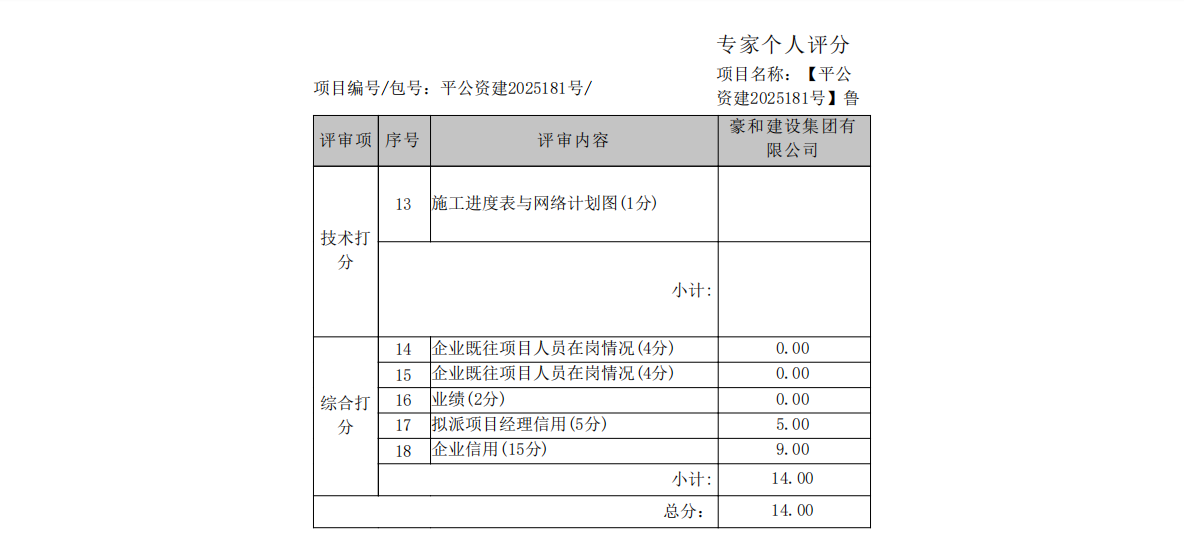 专家个人评分
项目编号/包号：平公资建2025181号/
项目名称：【平公
资建2025181号】鲁
评审项 序号 评审内容 豪和建设集团有
限公司
技术打
分
13 施工进度表与网络计划图(1分)
小计:
综合打
分
14 企业既往项目人员在岗情况(4分) 0.00
15 企业既往项目人员在岗情况(4分) 0.00
16 业绩(2分) 0.00
17 拟派项目经理信用(5分) 5.00
18 企业信用(15分) 9.00
小计: 14.00
总分: 14.00